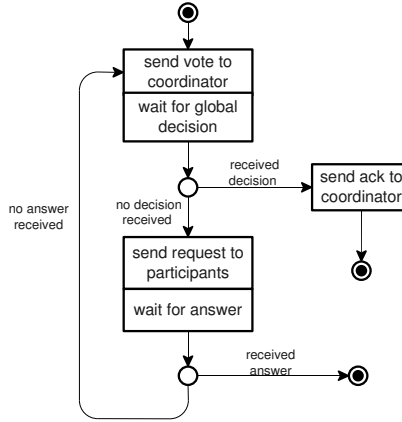 send vote to
coordinator
wait for global
decision
received
decision
send ack to
coordinator
no decision
received
no answer
received
send request to
participants
wait for answer
received
answer